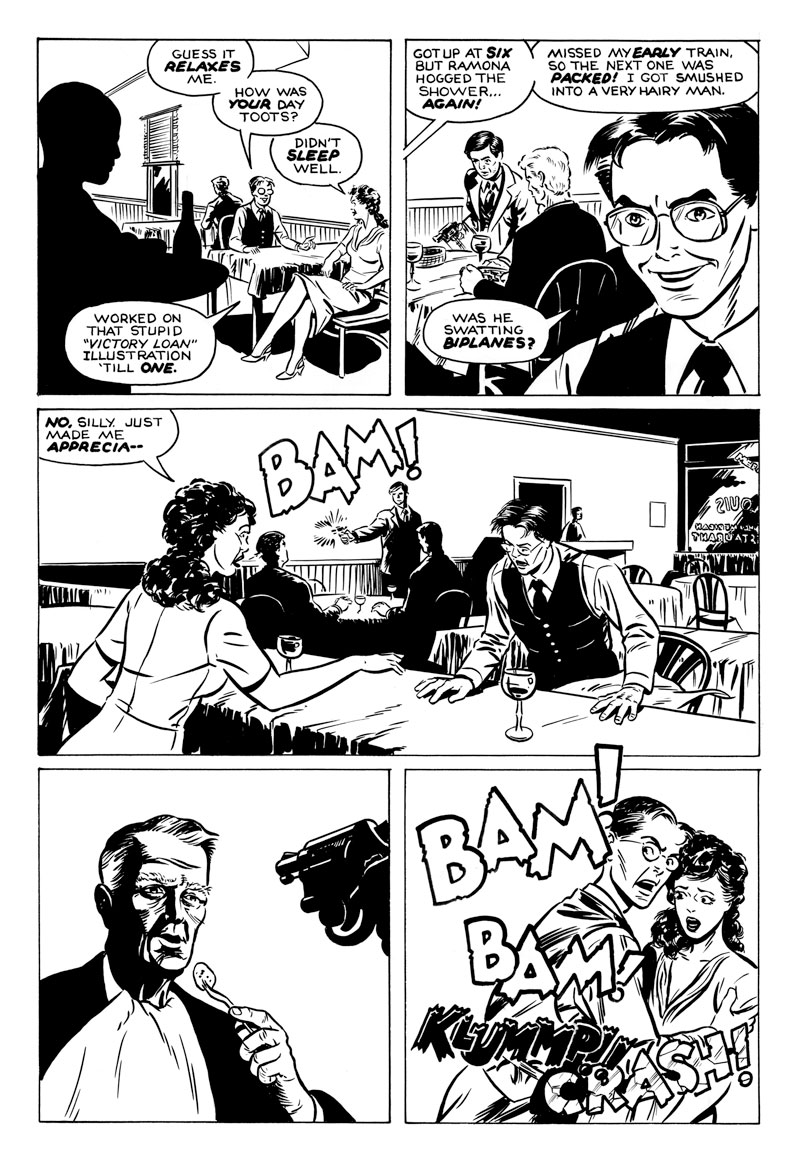 GUESS IT
RELAXES
ME.
HOW WAS
YOUR DAY
TOOTS?
DIDN'T
SLEEP
WELL.
WORKED ON
THAT STUPID
"VICTORY LOAN"
ILLUSTRATION
'TILL ONE.
GOT UP AT SIX
BUT RAMONA
HOGGED THE
SHOWER...
AGAIN!
MISSED MY EARLY TRAIN,
SO THE NEXT ONE WAS
PACKED! I GOT SMUSHED
INTO A VERY HAIRY MAN.
WAS HE
SWATTING
BIPLANES?
NO, SILLY. JUST
MADE ME
APPRECIA--
BAM!
BAM!
BAM!
KLUMMP!!
CRASH!